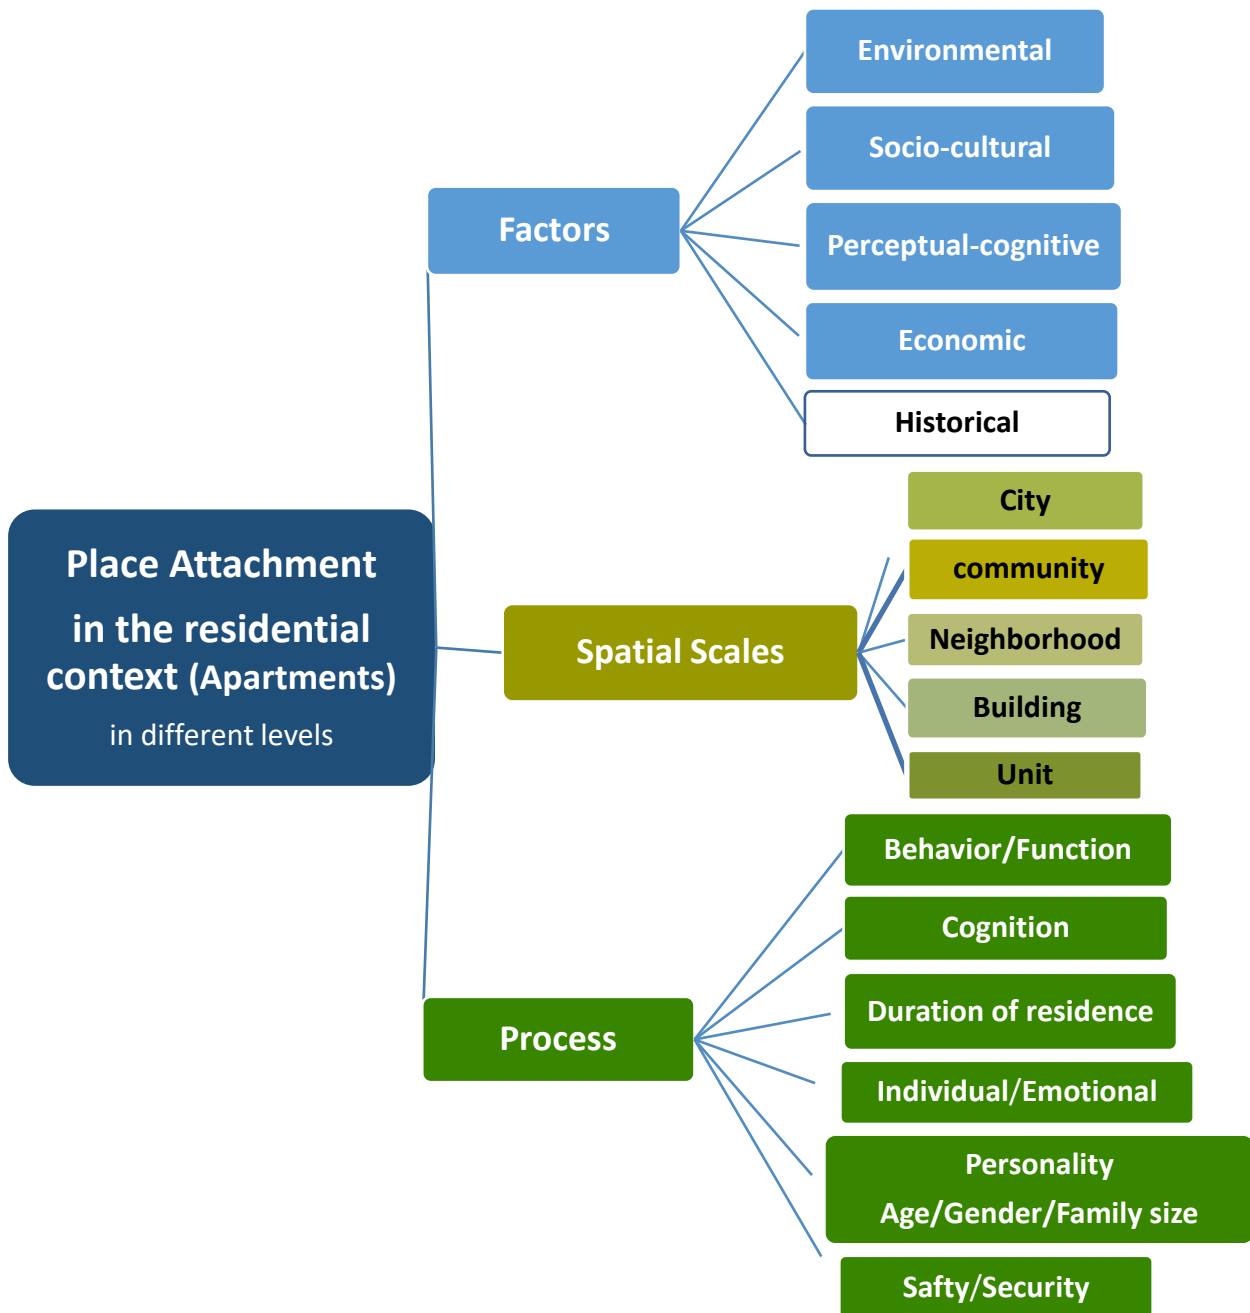 Environmental
Socio-cultural
Factors
Perceptual-cognitive
Economic
Historical
City
Place Attachment
in the residential
context (Apartments)
in different levels
community
Spatial Scales
Neighborhood
Building
Unit
Behavior/Function
Cognition
Duration of residence
Process
Individual/Emotional
Personality
Age/Gender/Family size
Safty/Security